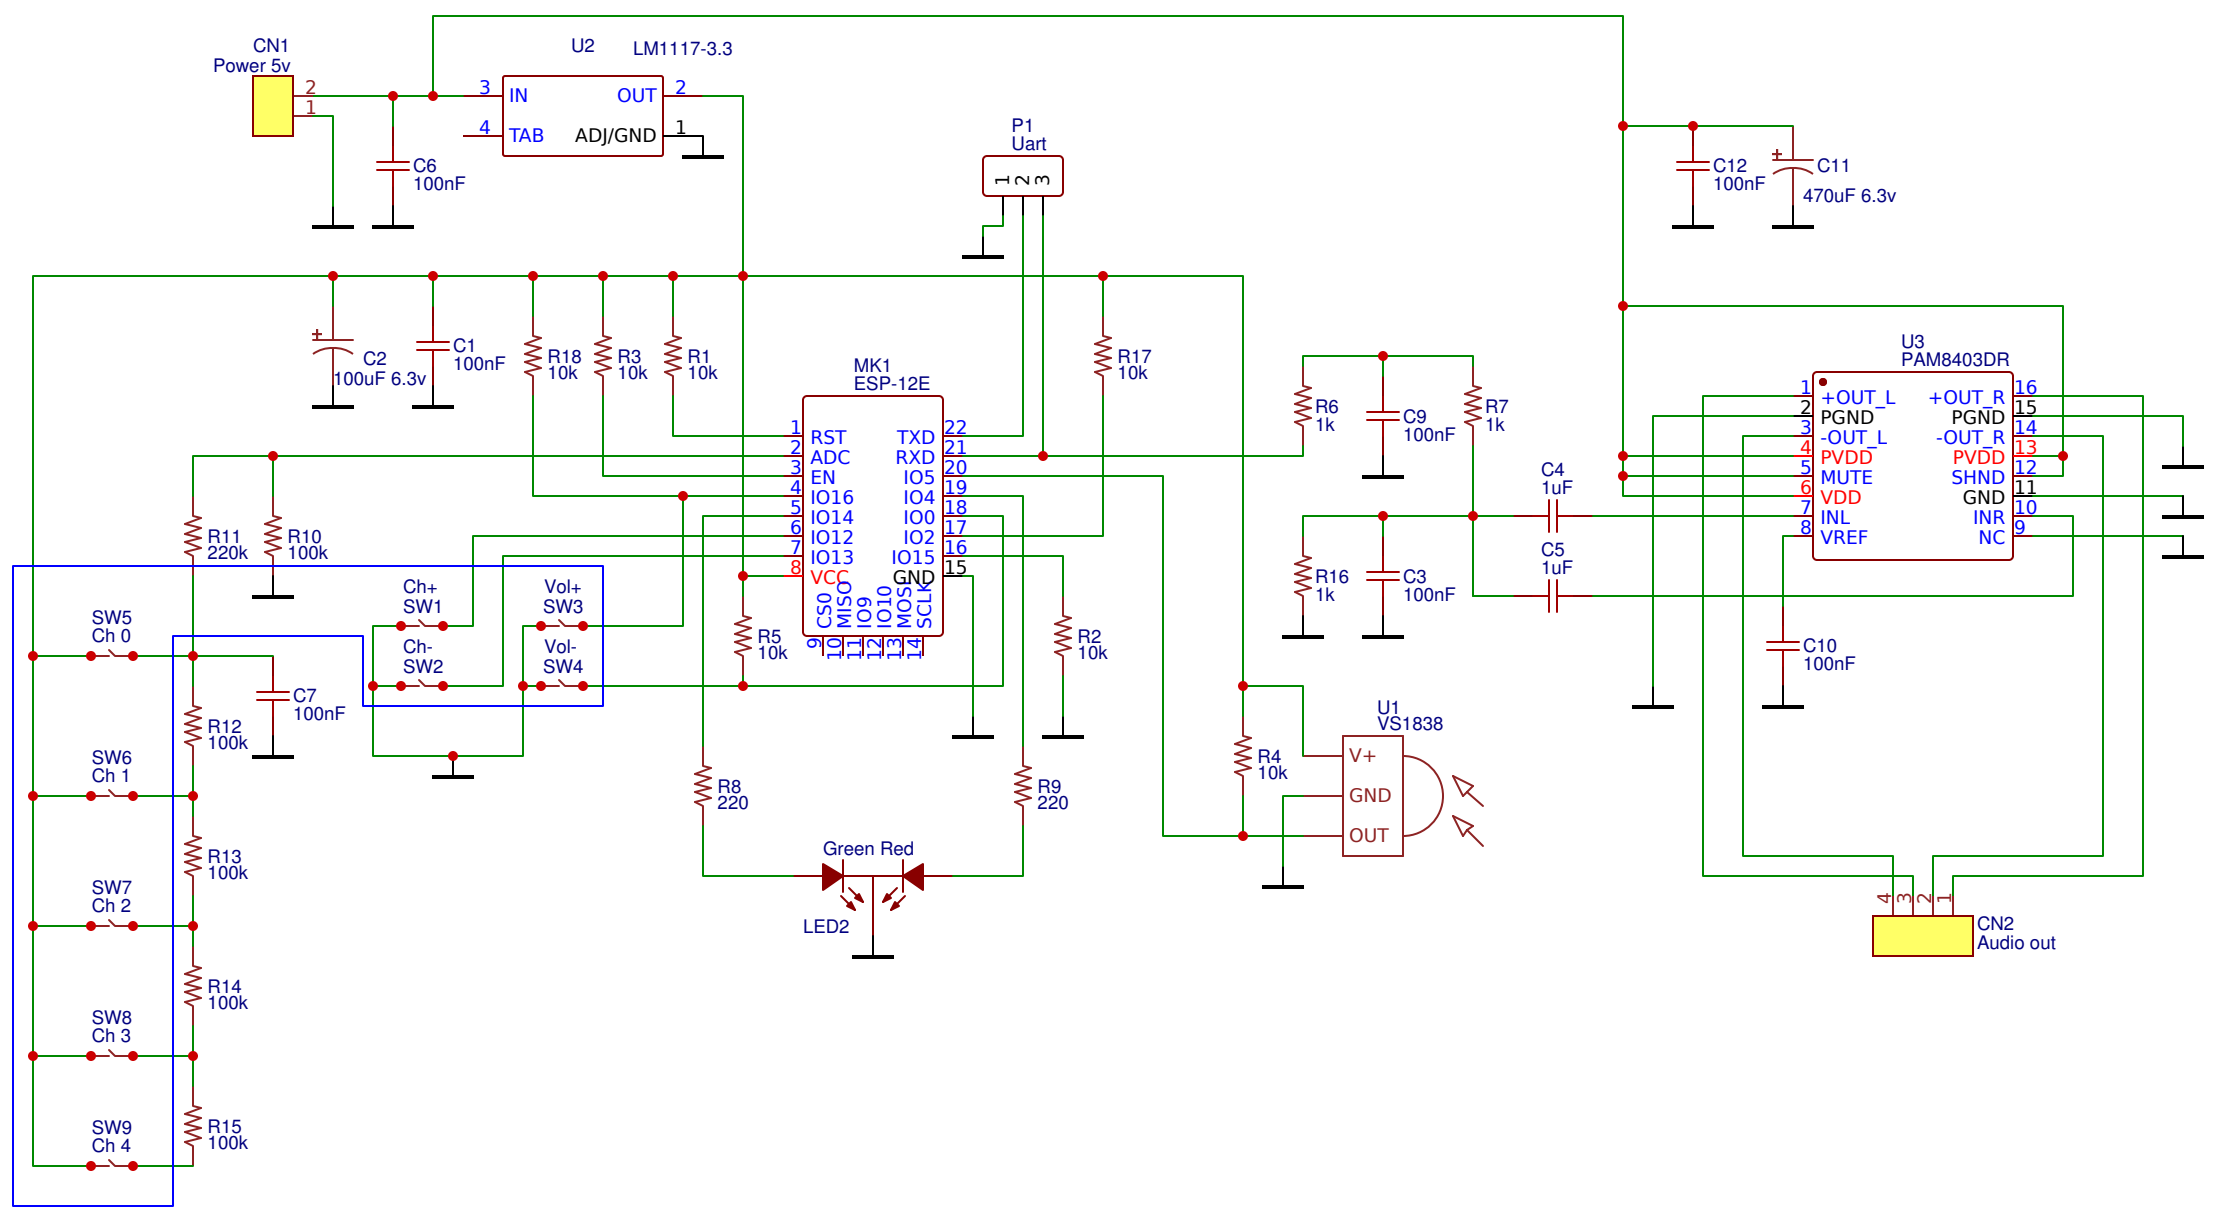 CN1
Power 5v
2
1
U2
LM1117-3.3
3 IN
OUT 2
4 TAB
ADJ/GND 1
C6
100nF
P1
Uart
1 2 3
C12
100nF
+
C11
470uF 6.3v
+
C2
100uF 6.3v
C1
100nF
R18
10k
R3
10k
R1
10k
R17
10k
MK1
ESP-12E
1 RST
2 ADC
3 EN
4 IO16
5 IO14
6 IO12
7 IO13
8 VCC
TXD 22
RXD 21
IO5 20
IO4 19
IO0 18
IO2 17
IO15 16
GND 15
CS0 9
MISO 10
IO9 11
IO10 12
MOSI 13
SCLK 14
R6
1k
C9
100nF
R7
1k
R16
1k
C3
100nF
C4
1uF
C5
1uF
U3
PAM8403DR
1 +OUT_L
2 PGND
3 -OUT_L
4 PVDD
5 MUTE
6 VDD
7 INL
8 VREF
+OUT_R 16
PGND 15
-OUT_R 14
PVDD 13
SHND 12
GND 11
INR 10
NC 9
C10
100nF
R11
220k
R10
100k
SW5
Ch 0
Ch+
SW1
Ch-
SW2
Vol+
SW3
Vol-
SW4
R5
10k
R2
10k
C7
100nF
R12
100k
SW6
Ch 1
R13
100k
SW7
Ch 2
R14
100k
SW8
Ch 3
R15
100k
SW9
Ch 4
R8
220
R9
220
Green Red
LED2
R4
10k
U1
VS1838
V+
GND
OUT
4 3 2 1
CN2
Audio out